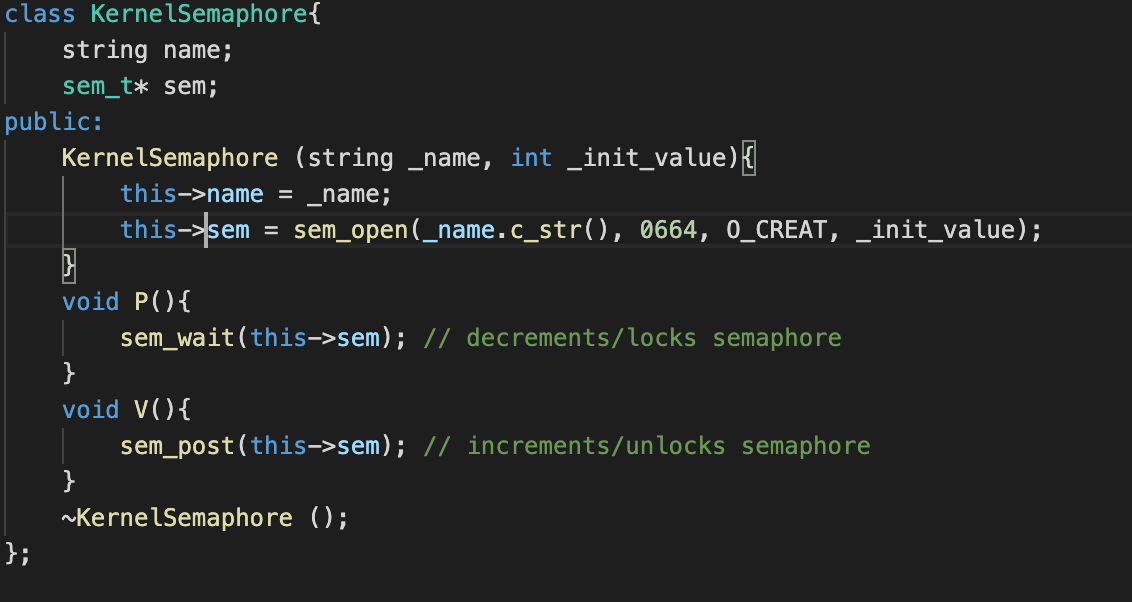 class KernelSemaphore{
    string name;
    sem_t* sem;
public:
    KernelSemaphore (string _name, int _init_value){
        this->name = _name;
        this->sem = sem_open(_name.c_str(), 0664, O_CREAT, _init_value);
    }
    void P(){
        sem_wait(this->sem); // decrements/locks semaphore
    }
    void V(){
        sem_post(this->sem); // increments/unlocks semaphore
    }
    ~KernelSemaphore ();
};